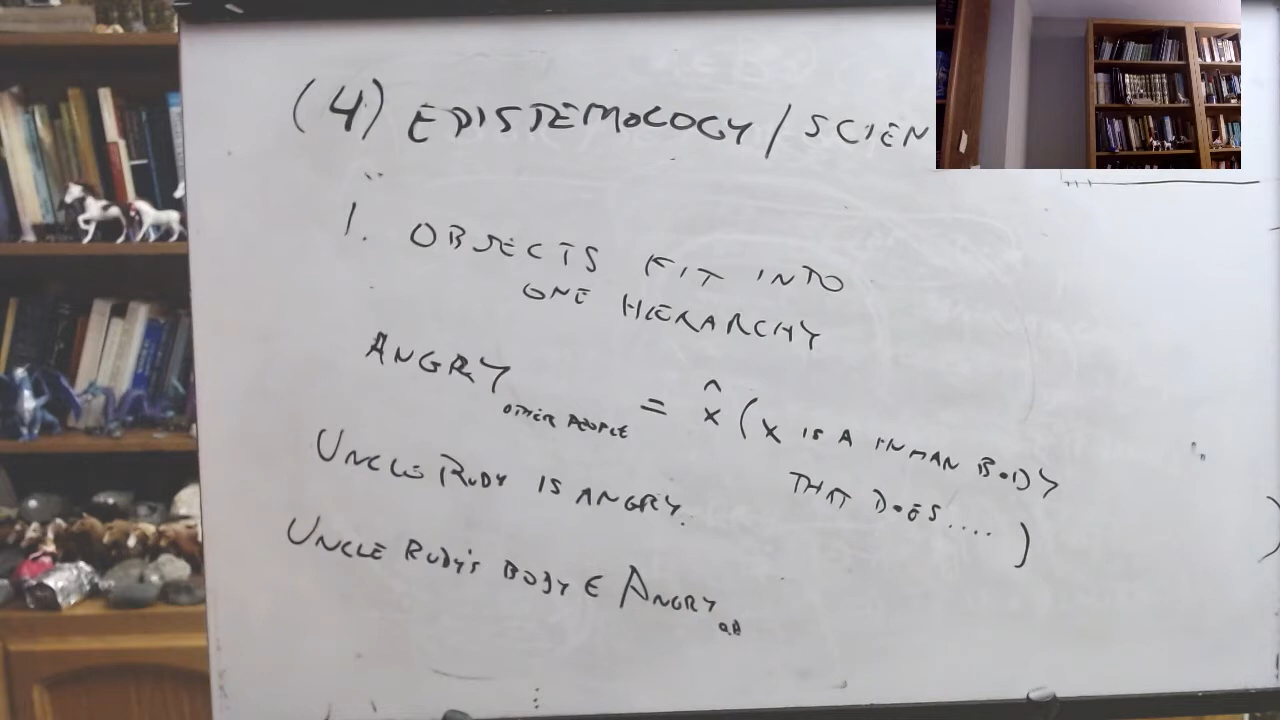 (4) EPISTEMOLOGY / SCIEN
1. OBJECTS FIT INTO
ONE HIERARCHY
ANGRY OTHER PEOPLE = x̂ (x IS A HUMAN BODY
THAT DOES....)
UNCLE RUDY IS ANGRY.
UNCLE RUDY'S BODY ∈ ANGRY O.P.